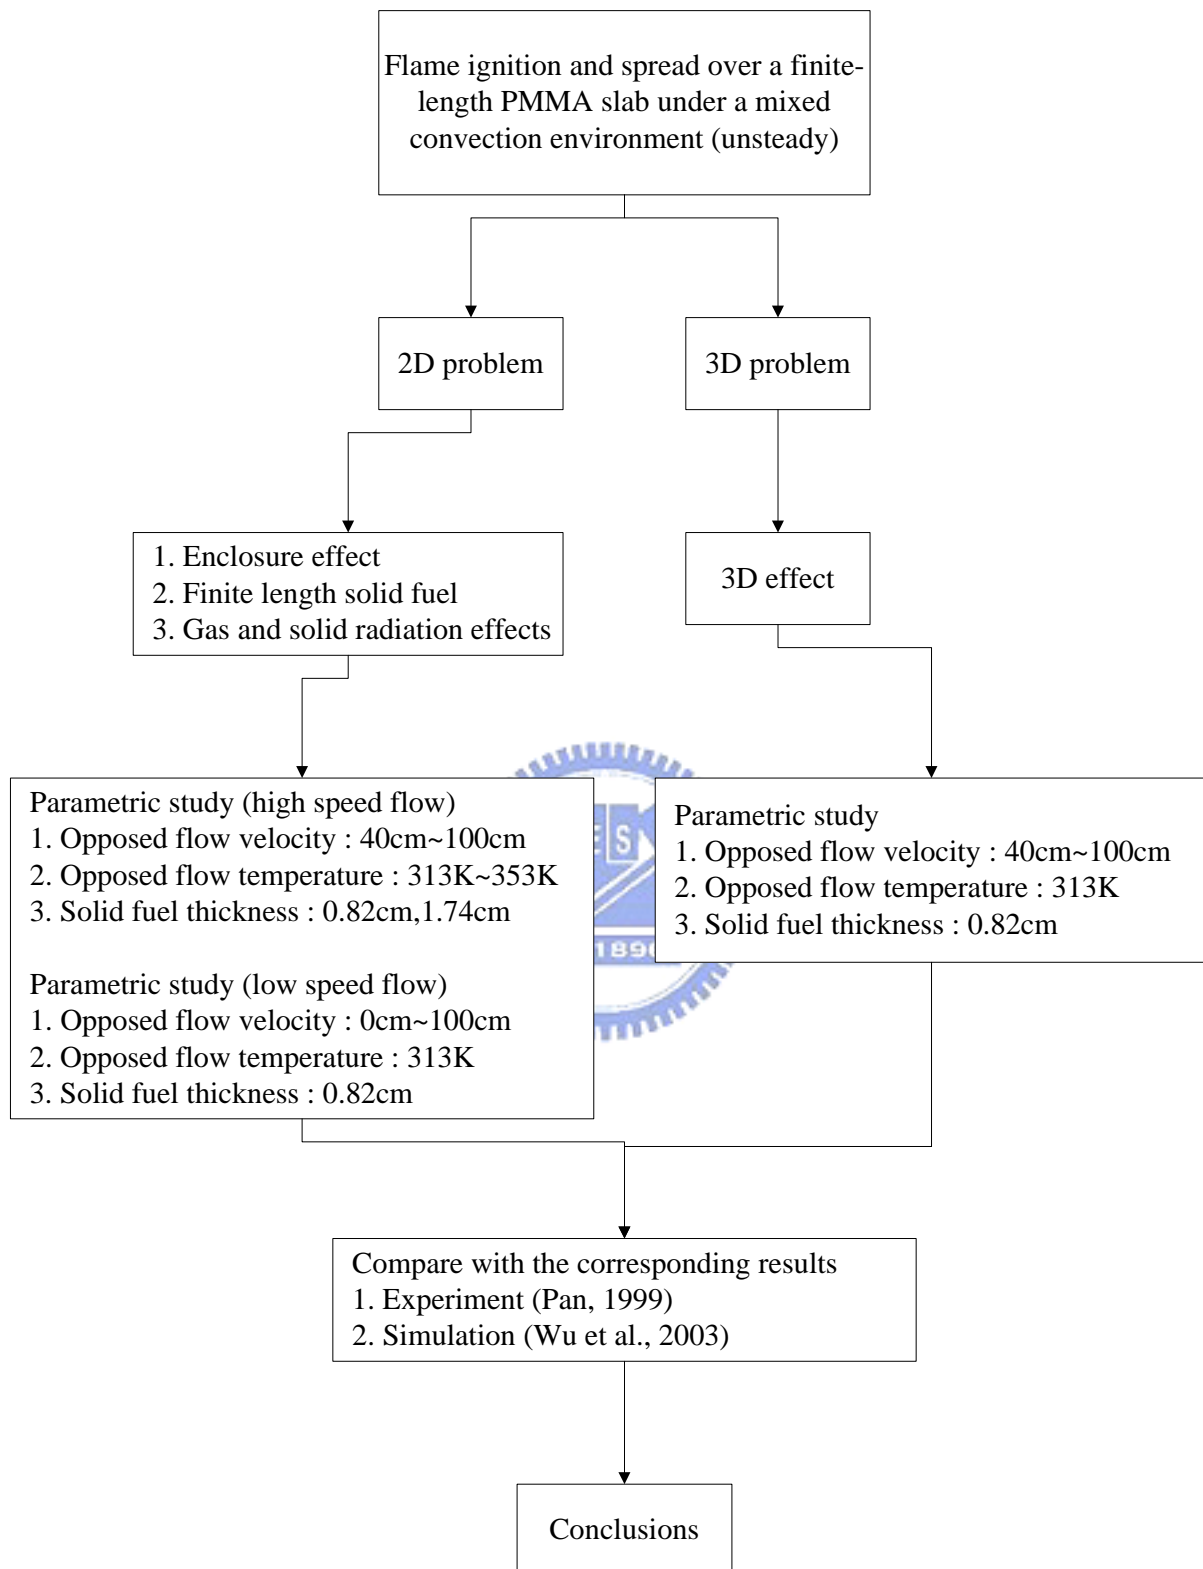 Flame ignition and spread over a finite-
length PMMA slab under a mixed
convection environment (unsteady)
2D problem
3D problem
1. Enclosure effect
2. Finite length solid fuel
3. Gas and solid radiation effects
3D effect
Parametric study (high speed flow)
1. Opposed flow velocity : 40cm~100cm
2. Opposed flow temperature : 313K~353K
3. Solid fuel thickness : 0.82cm,1.74cm
Parametric study (low speed flow)
1. Opposed flow velocity : 0cm~100cm
2. Opposed flow temperature : 313K
3. Solid fuel thickness : 0.82cm
Parametric study
1. Opposed flow velocity : 40cm~100cm
2. Opposed flow temperature : 313K
3. Solid fuel thickness : 0.82cm
E S
1896
Compare with the corresponding results
1. Experiment (Pan, 1999)
2. Simulation (Wu et al., 2003)
Conclusions